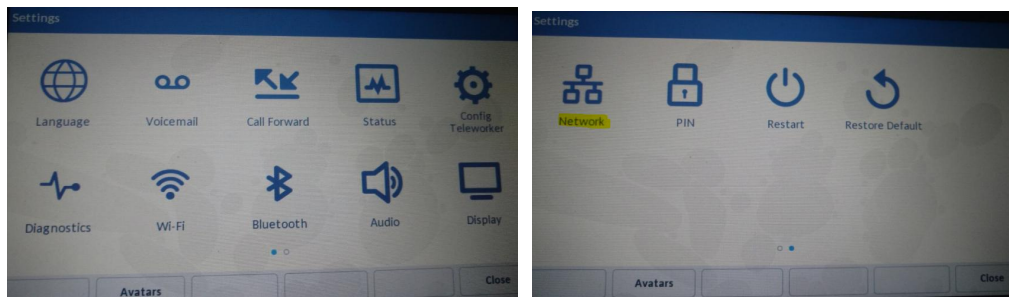 Settings
Language
Voicemail
Call Forward
Status
Config
Teleworker
Diagnostics
Wi-Fi
Bluetooth
Audio
Display
Avatars
Close
Settings
Network
PIN
Restart
Restore Default
Avatars
Close